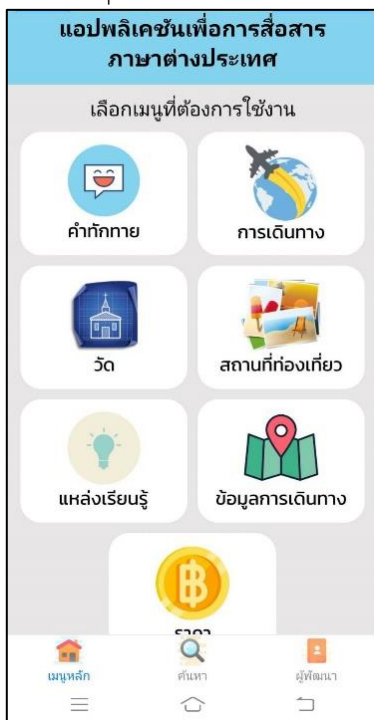 แอปพลิเคชันเพื่อการสื่อสาร
ภาษาต่างประเทศ
เลือกเมนูที่ต้องการใช้งาน
คำทักทาย
การเดินทาง
วัด
สถานที่ท่องเที่ยว
แหล่งเรียนรู้
ข้อมูลการเดินทาง
ราคา
เมนูหลัก
ค้นหา
ผู้พัฒนา